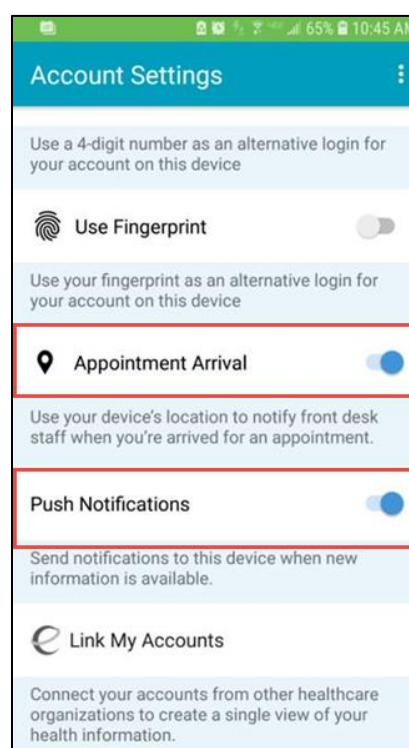 65% 10:45 AM
Account Settings
Use a 4-digit number as an alternative login for
your account on this device
Use Fingerprint
Use your fingerprint as an alternative login for
your account on this device
Appointment Arrival
Use your device's location to notify front desk
staff when you're arrived for an appointment.
Push Notifications
Send notifications to this device when new
information is available.
Link My Accounts
Connect your accounts from other healthcare
organizations to create a single view of your
health information.